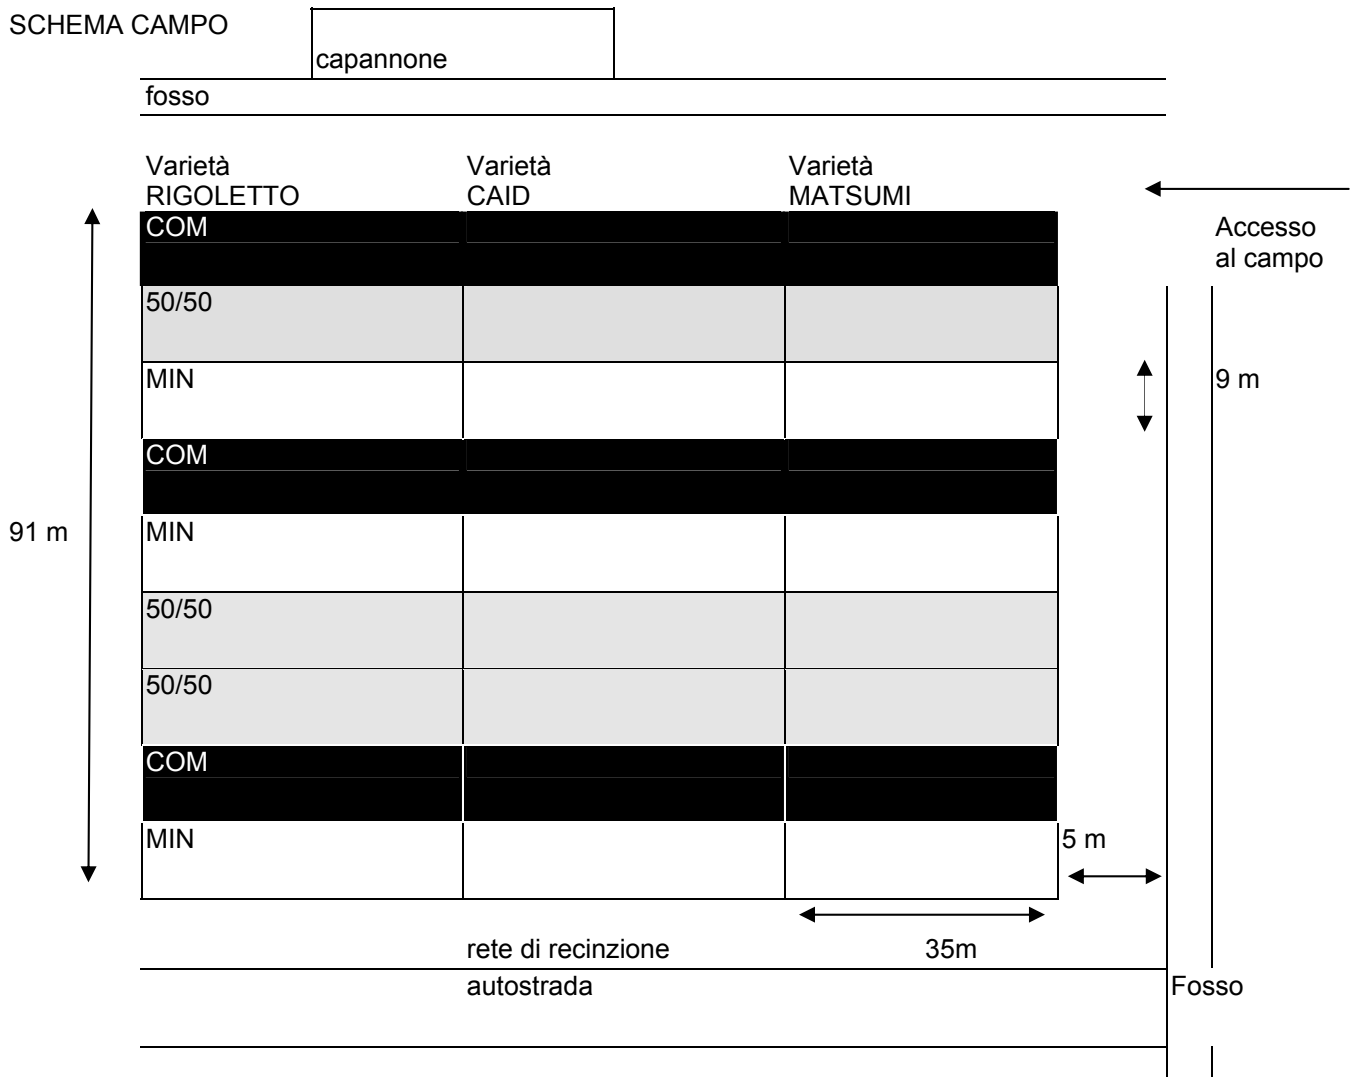 SCHEMA CAMPO
capannone
fosso
Varietà RIGOLETTO
Varietà CAID
Varietà MATSUMI
COM
Accesso
al campo
50/50
MIN
9 m
COM
91 m
MIN
50/50
50/50
COM
MIN
5 m
rete di recinzione
35m
autostrada
Fosso